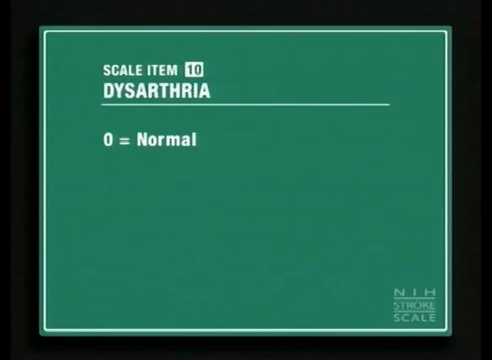 SCALE ITEM 10
DYSARTHRIA
0 = Normal
NIH
STROKE
SCALE